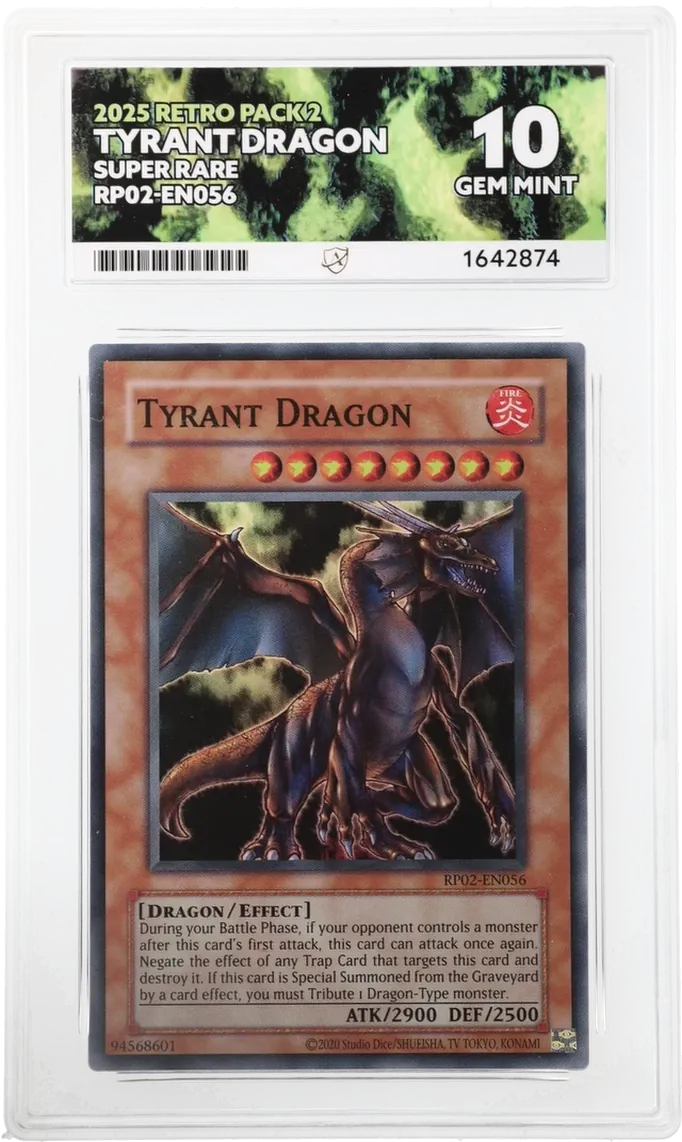 2025 RETRO PACK 2
TYRANT DRAGON
SUPER RARE
RP02-EN056
10
GEM MINT
1642874
TYRANT DRAGON
FIRE
炎
RP02-EN056
[DRAGON/EFFECT]
During your Battle Phase, if your opponent controls a monster
after this card's first attack, this card can attack once again.
Negate the effect of any Trap Card that targets this card and
destroy it. If this card is Special Summoned from the Graveyard
by a card effect, you must Tribute 1 Dragon-Type monster.
ATK/2900 DEF/2500
94568601
©2020 Studio Dice/SHUEISHA, TV TOKYO, KONAMI